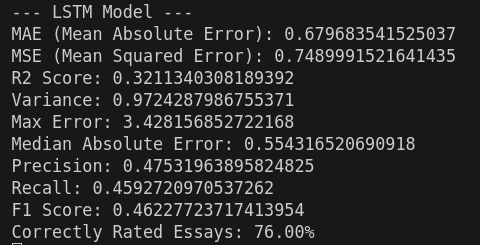 --- LSTM Model ---
MAE (Mean Absolute Error): 0.679683541525037
MSE (Mean Squared Error): 0.7489991521641435
R2 Score: 0.3211340308189392
Variance: 0.9724287986755371
Max Error: 3.428156852722168
Median Absolute Error: 0.554316520690918
Precision: 0.47531963895824825
Recall: 0.4592720970537262
F1 Score: 0.46227723717413954
Correctly Rated Essays: 76.00%